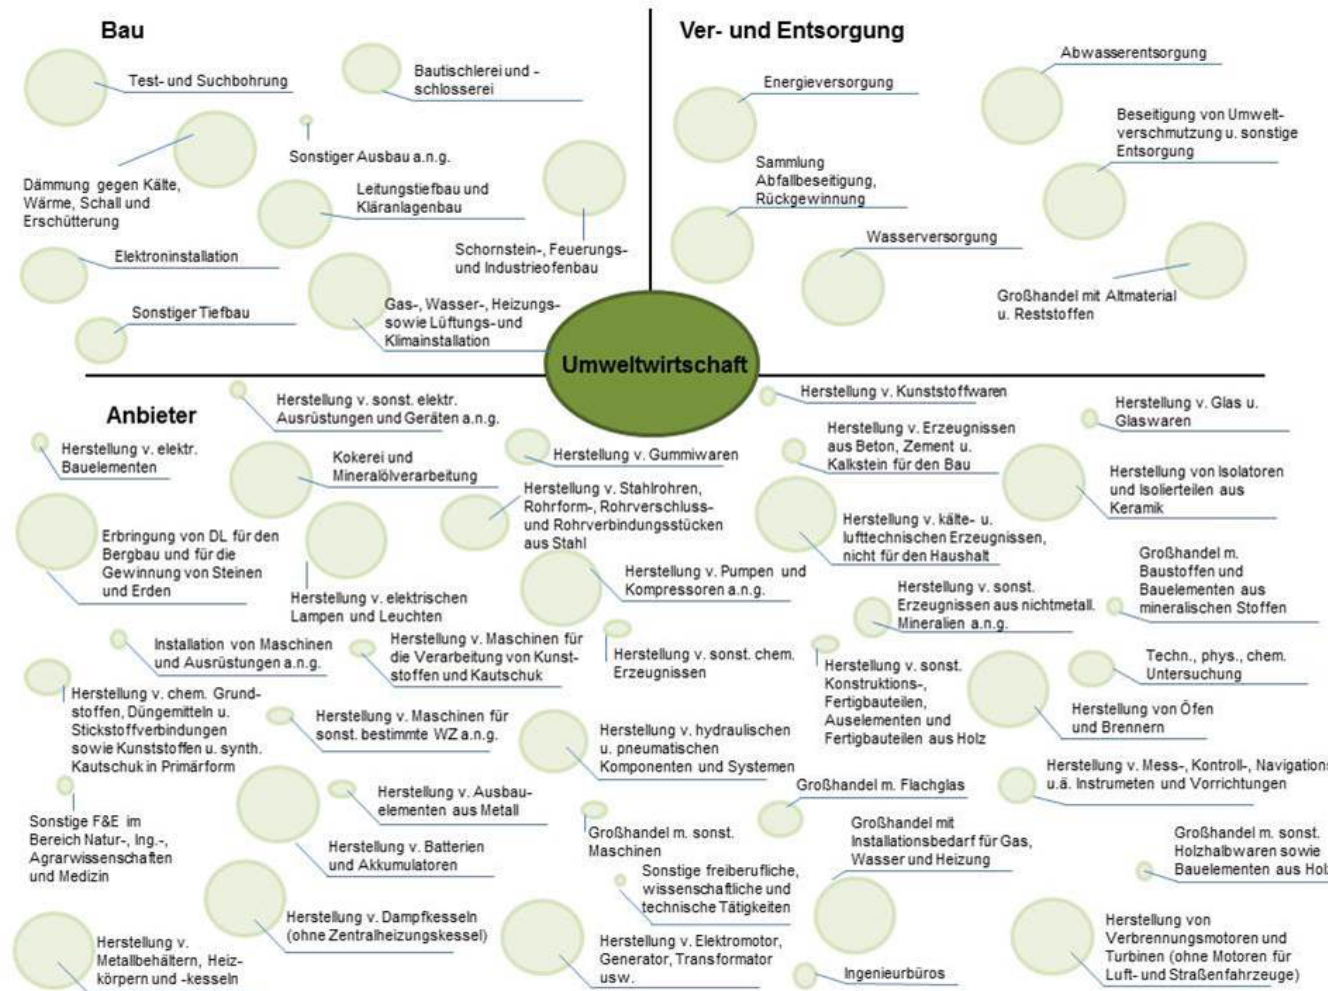 Bau
Test- und Suchbohrung
Bautischlerei und -
schlosserei
Sonstiger Ausbau a.n.g.
Dämmung gegen Kälte,
Wärme, Schall und
Erschütterung
Leitungstiefbau und
Kläranlagenbau
Schornstein-, Feuerungs-
und Industrieofenbau
Elektroninstallation
Sonstiger Tiefbau
Gas-, Wasser-, Heizungs-
sowie Lüftungs- und
Klimainstallation
Ver- und Entsorgung
Energieversorgung
Abwasserentsorgung
Beseitigung von Umwelt-
verschmutzung u. sonstige
Entsorgung
Sammlung
Abfallbeseitigung,
Rückgewinnung
Wasserversorgung
Großhandel mit Altmaterial
u. Reststoffen
Umweltwirtschaft
Anbieter
Herstellung v. sonst. elektr.
Ausrüstungen und Geräten a.n.g.
Herstellung v. elektr.
Bauelementen
Kokerei und
Mineralölverarbeitung
Herstellung v. Gummiwaren
Herstellung v. Kunststoffwaren
Herstellung v. Glas u.
Glaswaren
Herstellung v. Erzeugnissen
aus Beton, Zement u.
Kalkstein für den Bau
Herstellung von Isolatoren
und Isolierteilen aus
Keramik
Erbringung von DL für den
Bergbau und für die
Gewinnung von Steinen
und Erden
Herstellung v. elektrischen
Lampen und Leuchten
Herstellung v. Stahlrohren,
Rohrform-, Rohrverschluss-
und Rohrverbindungsstücken
aus Stahl
Herstellung v. kälte- u.
lufttechnischen Erzeugnissen,
nicht für den Haushalt
Herstellung v. Pumpen und
Kompressoren a.n.g.
Herstellung v. sonst.
Erzeugnissen aus nichtmetall.
Mineralien a.n.g.
Großhandel m.
Baustoffen und
Bauelementen aus
mineralischen Stoffen
Installation von Maschinen
und Ausrüstungen a.n.g.
Herstellung v. Maschinen für
die Verarbeitung von Kunst-
stoffen und Kautschuk
Herstellung v. sonst. chem.
Erzeugnissen
Herstellung v. sonst.
Konstruktions-,
Fertigbauteilen,
Auselementen und
Fertigbauteilen aus Holz
Techn., phys., chem.
Untersuchung
Herstellung v. chem. Grund-
stoffen, Düngemitteln u.
Stickstoffverbindungen
sowie Kunststoffen u. synth.
Kautschuk in Primärform
Herstellung v. Maschinen für
sonst. bestimmte WZ a.n.g.
Herstellung v. hydraulischen
u. pneumatischen
Komponenten und Systemen
Herstellung von Öfen
und Brennern
Herstellung v. Mess-, Kontroll-, Navigations
u.ä. Instrumeten und Vorrichtungen
Sonstige F&E im
Bereich Natur-, Ing.-,
Agrarwissenschaften
und Medizin
Herstellung v. Ausbau-
elementen aus Metall
Herstellung v. Batterien
und Akkumulatoren
Großhandel m. Flachglas
Großhandel m. sonst.
Maschinen
Großhandel mit
Installationsbedarf für Gas,
Wasser und Heizung
Großhandel m. sonst.
Holzhalbwaren sowie
Bauelementen aus Holz
Sonstige freiberufliche,
wissenschaftliche und
technische Tätigkeiten
Herstellung v.
Metallbehältern, Heiz-
körpern und -kesseln
Herstellung v. Dampfkesseln
(ohne Zentralheizungskessel)
Herstellung v. Elektromotor,
Generator, Transformator
usw.
Ingenieurbüros
Herstellung von
Verbrennungsmotoren und
Turbinen (ohne Motoren für
Luft- und Straßenfahrzeuge)